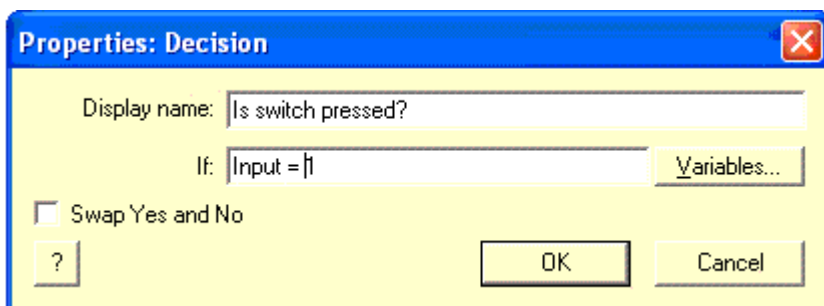 Properties: Decision
Display name: Is switch pressed?
If: Input = 1 Variables...
Swap Yes and No
? OK Cancel